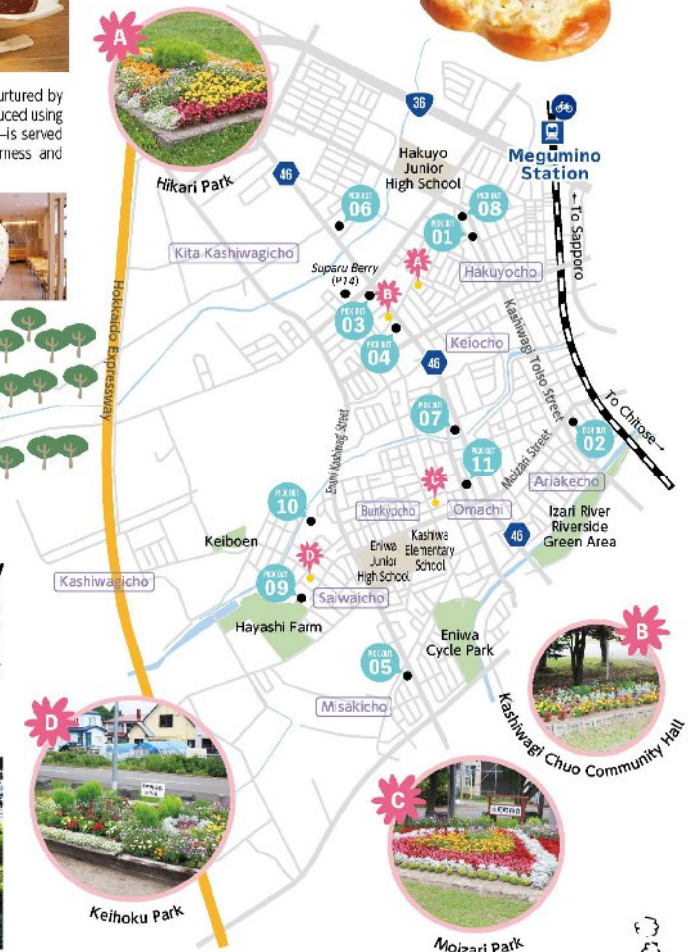 urtured by
uced using
—is served
rness and
A
Hikari Park
36
Megumino
Station
Hakuyo
Junior
High School
46
PICK OUT
06
PICK OUT
08
PICK OUT
01
←To Sapporo
A
Kita Kashiwagicho
Hakuyocho
Suparu Berry
(P14)
B
PICK OUT
03
PICK OUT
04
Hokkaido Expressway
Kashiwagi Toiso Street
Keiocho
46
To Chitose→
PICK OUT
07
PICK OUT
02
Eniwa Kashiwagi Street
Moizari Street
PICK OUT
11
Ariakecho
C
PICK OUT
10
Bunkyocho
Omachi
Izari River
Riverside
Green Area
46
Keiboen
Kashiwa
Elementary
School
Eniwa
Junior
High School
D
Kashiwagicho
PICK OUT
09
Saiwaicho
Hayashi Farm
Eniwa
Cycle Park
PICK OUT
05
Misakicho
B
Kashiwagi Chuo Community Hall
D
Keihoku Park
C
Moizari Park